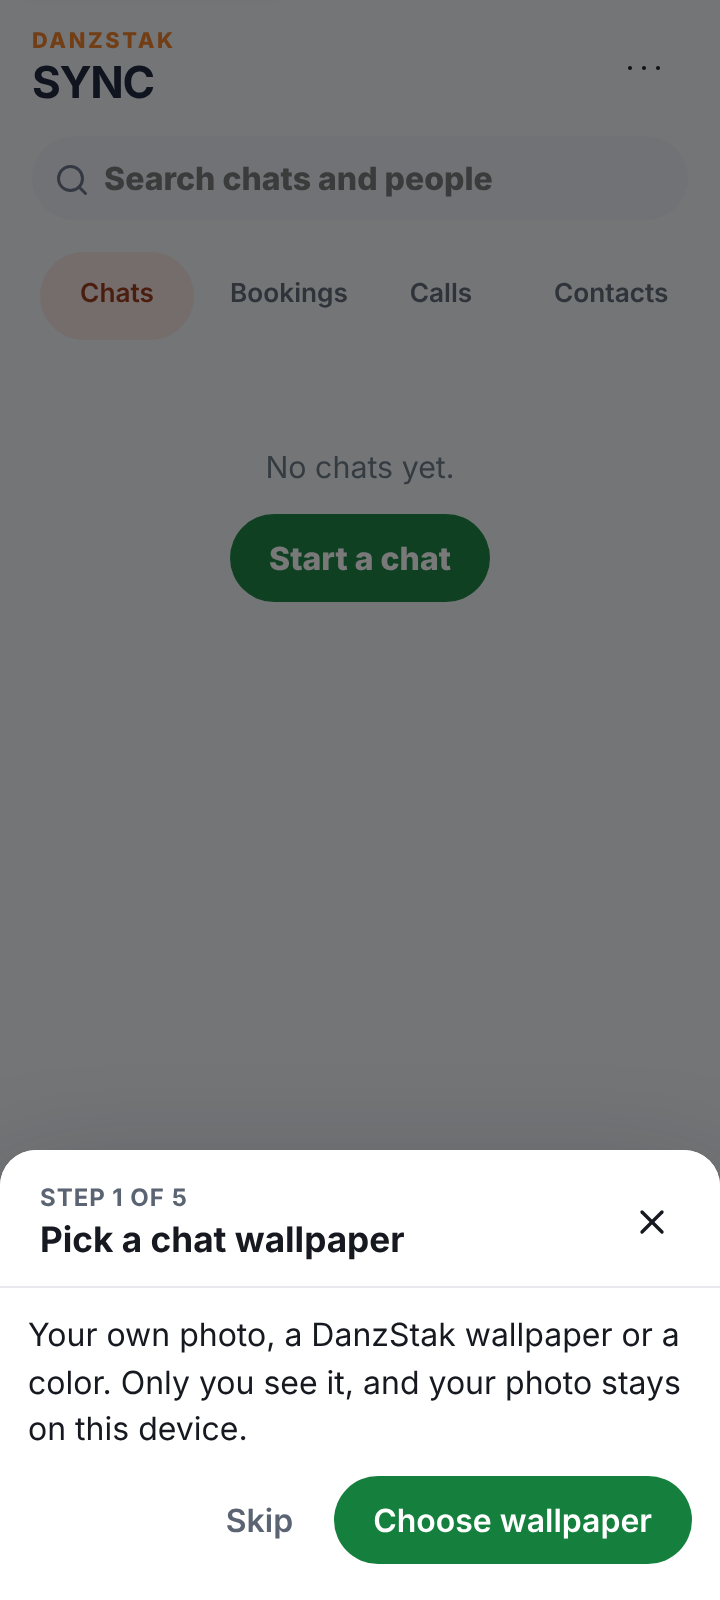 DANZSTAK
SYNC
Search chats and people
Chats
Bookings
Calls
Contacts
No chats yet.
Start a chat
STEP 1 OF 5
Pick a chat wallpaper
Your own photo, a DanzStak wallpaper or a
color. Only you see it, and your photo stays
on this device.
Skip
Choose wallpaper